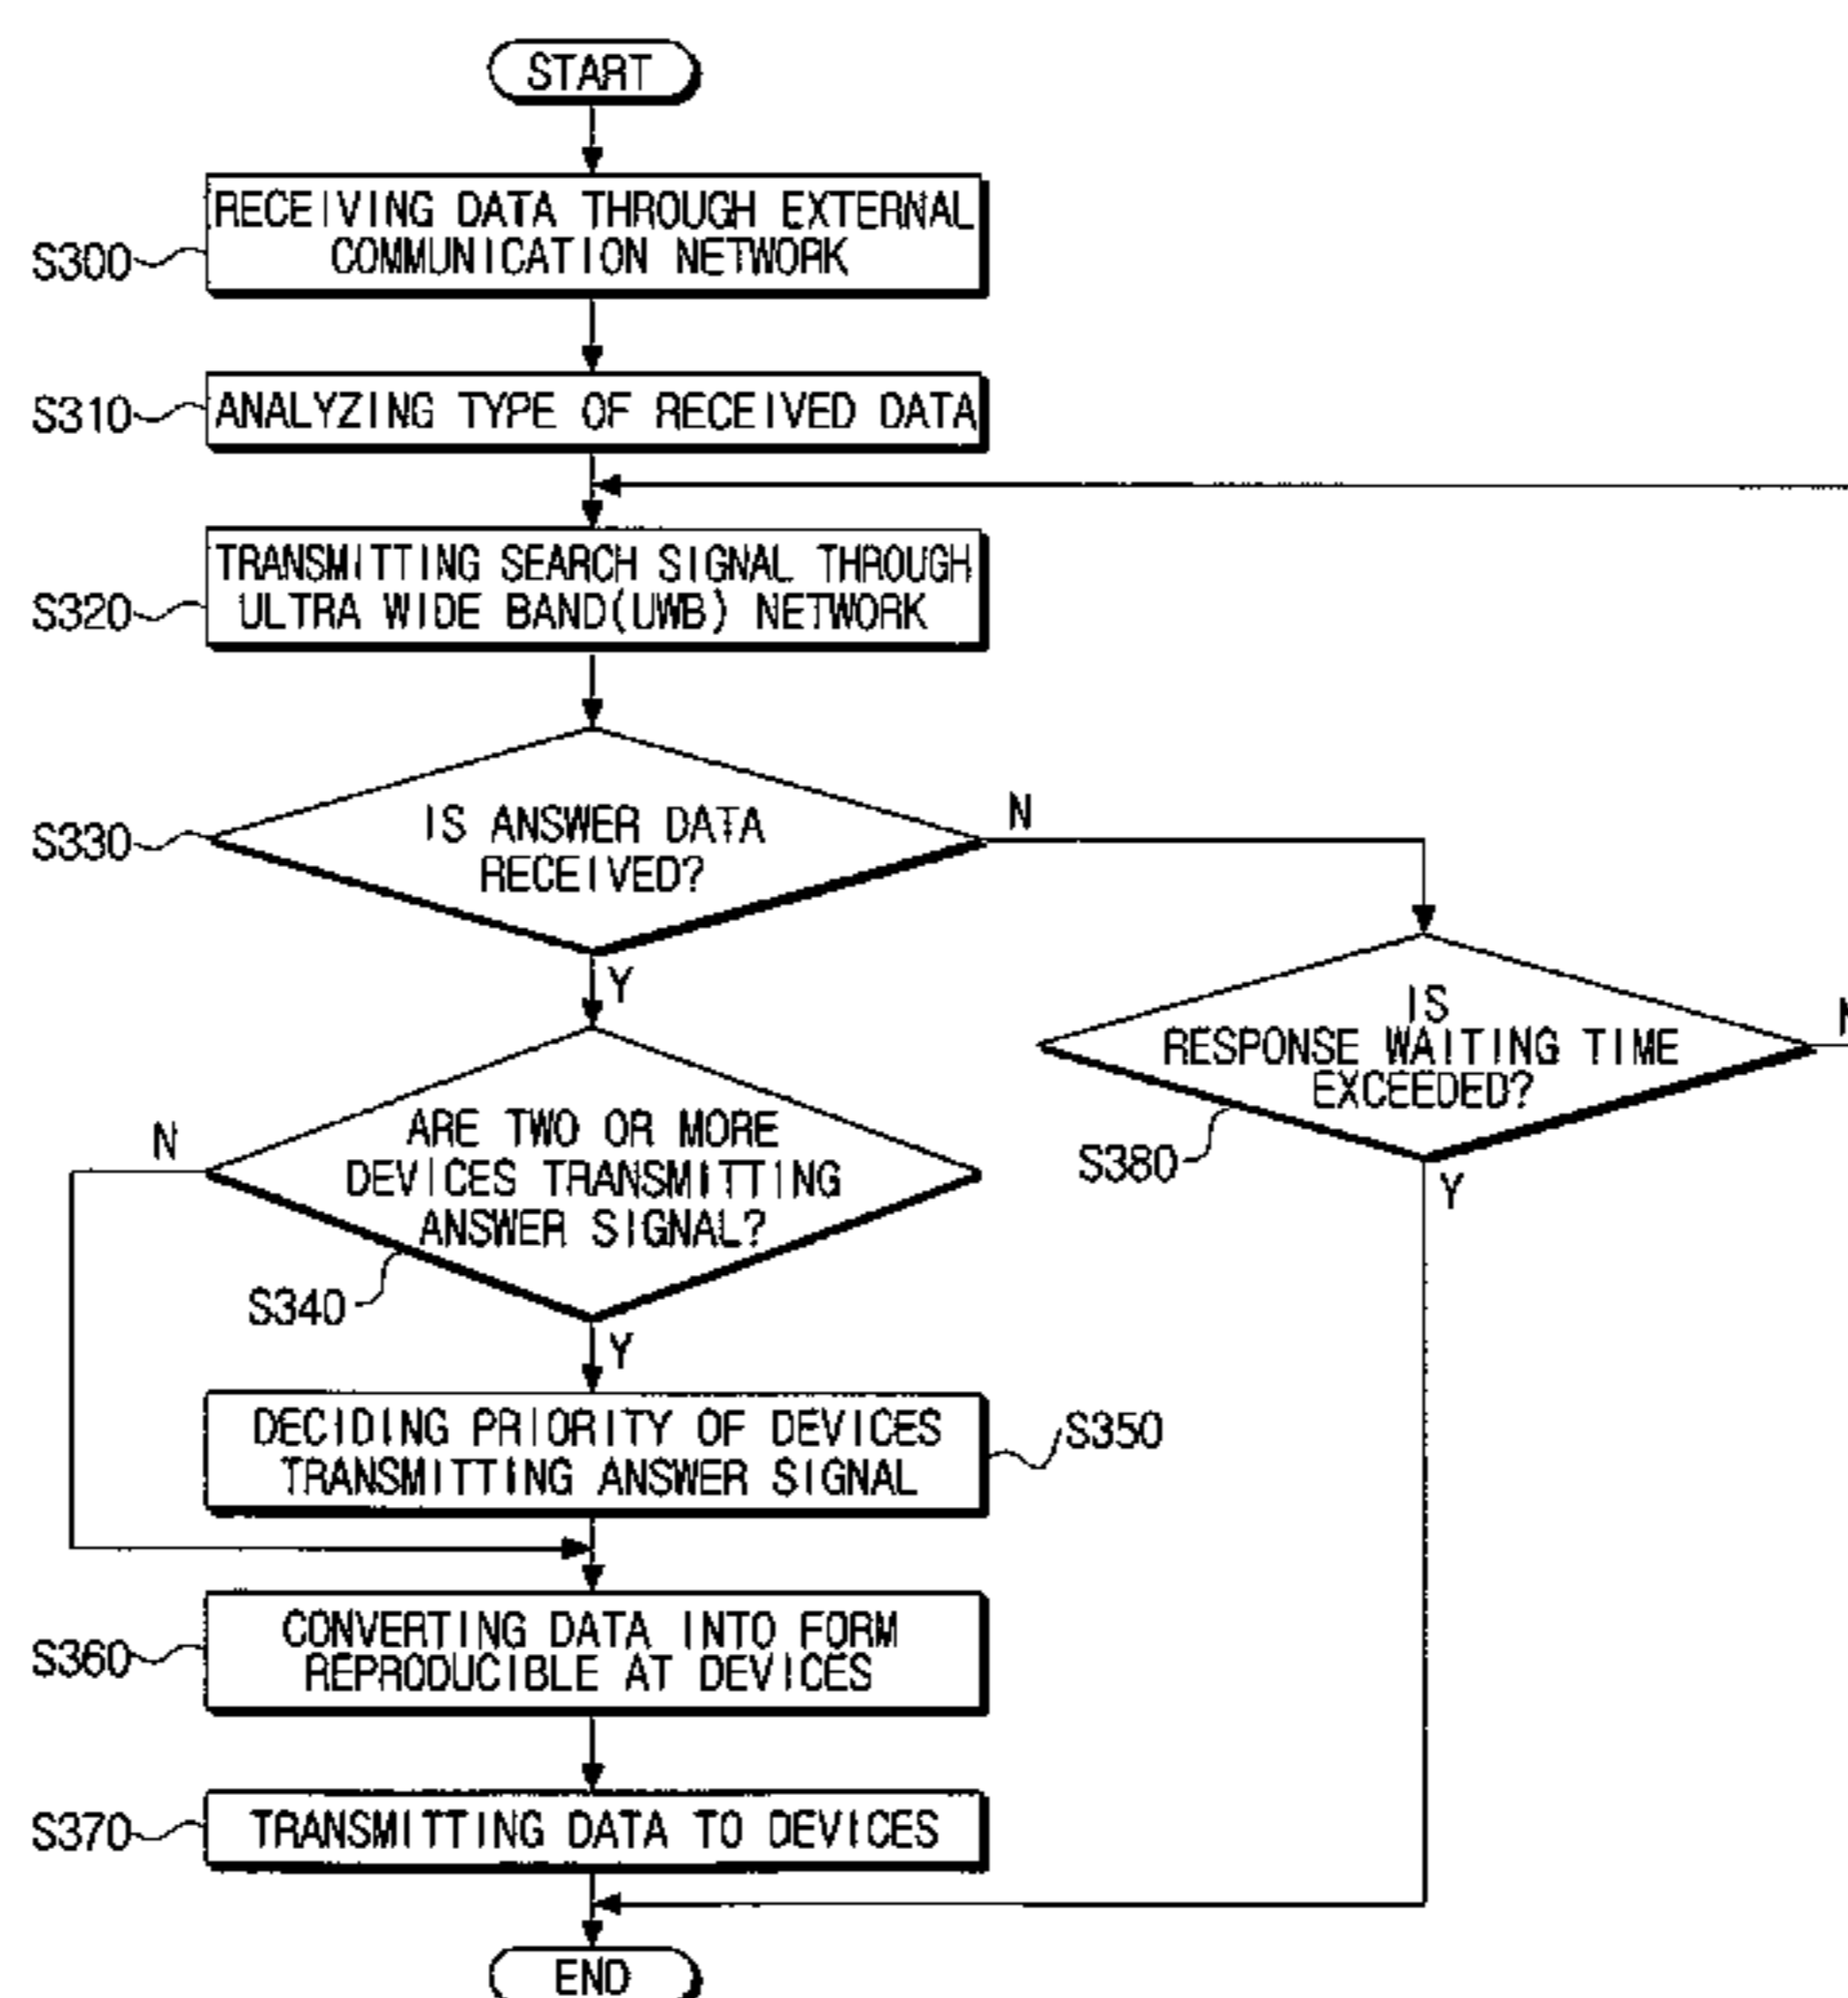 START
RECEIVING DATA THROUGH EXTERNAL
COMMUNICATION NETWORK
S300
ANALYZING TYPE OF RECEIVED DATA
S310
TRANSMITTING SEARCH SIGNAL THROUGH
ULTRA WIDE BAND(UWB) NETWORK
S320
IS ANSWER DATA
RECEIVED?
S330
N
Y
IS
RESPONSE WAITING TIME
EXCEEDED?
S380
Y
ARE TWO OR MORE
DEVICES TRANSMITTING
ANSWER SIGNAL?
N
S340
Y
DECIDING PRIORITY OF DEVICES
TRANSMITTING ANSWER SIGNAL
S350
CONVERTING DATA INTO FORM
REPRODUCIBLE AT DEVICES
S360
TRANSMITTING DATA TO DEVICES
S370
END